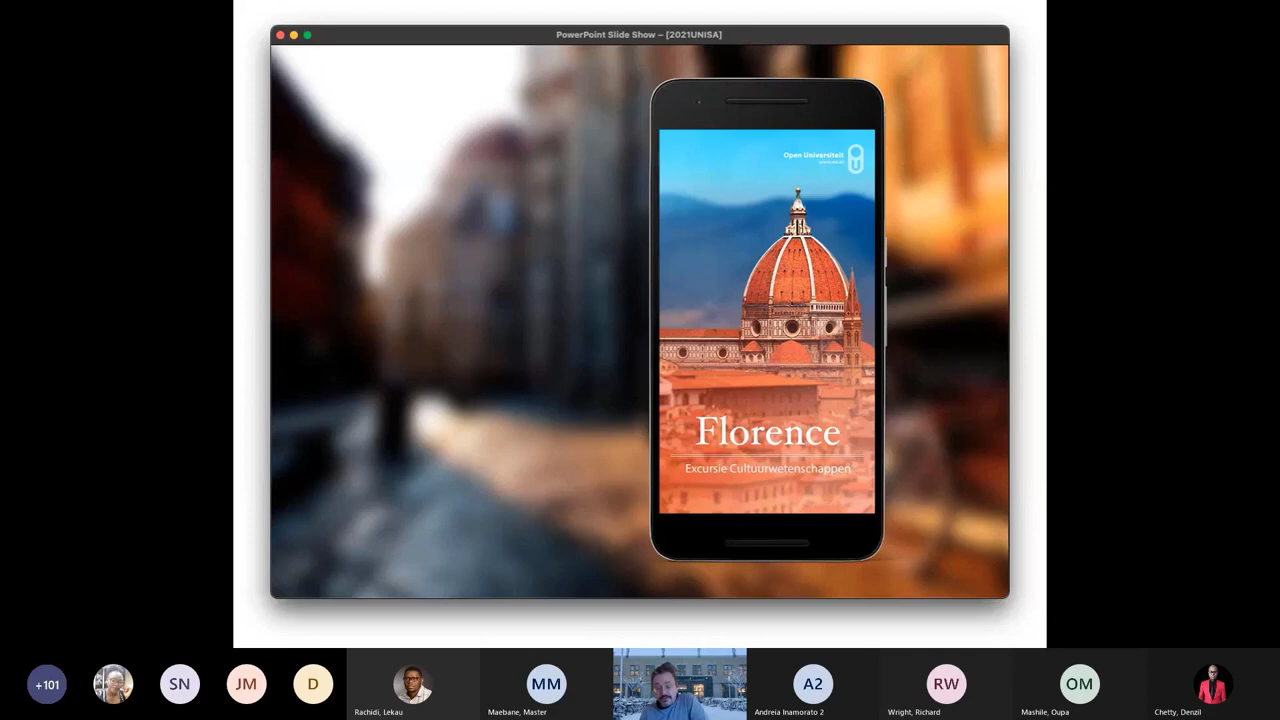 PowerPoint Slide Show – [2021UNISA]
Open Universiteit
Florence
Excursie Cultuurwetenschappen
+101
SN
JM
D
Rachidi, Lekau
MM
Maebane, Master
A2
Andreia Inamorato 2
RW
Wright, Richard
OM
Mashile, Oupa
Chetty, Denzil